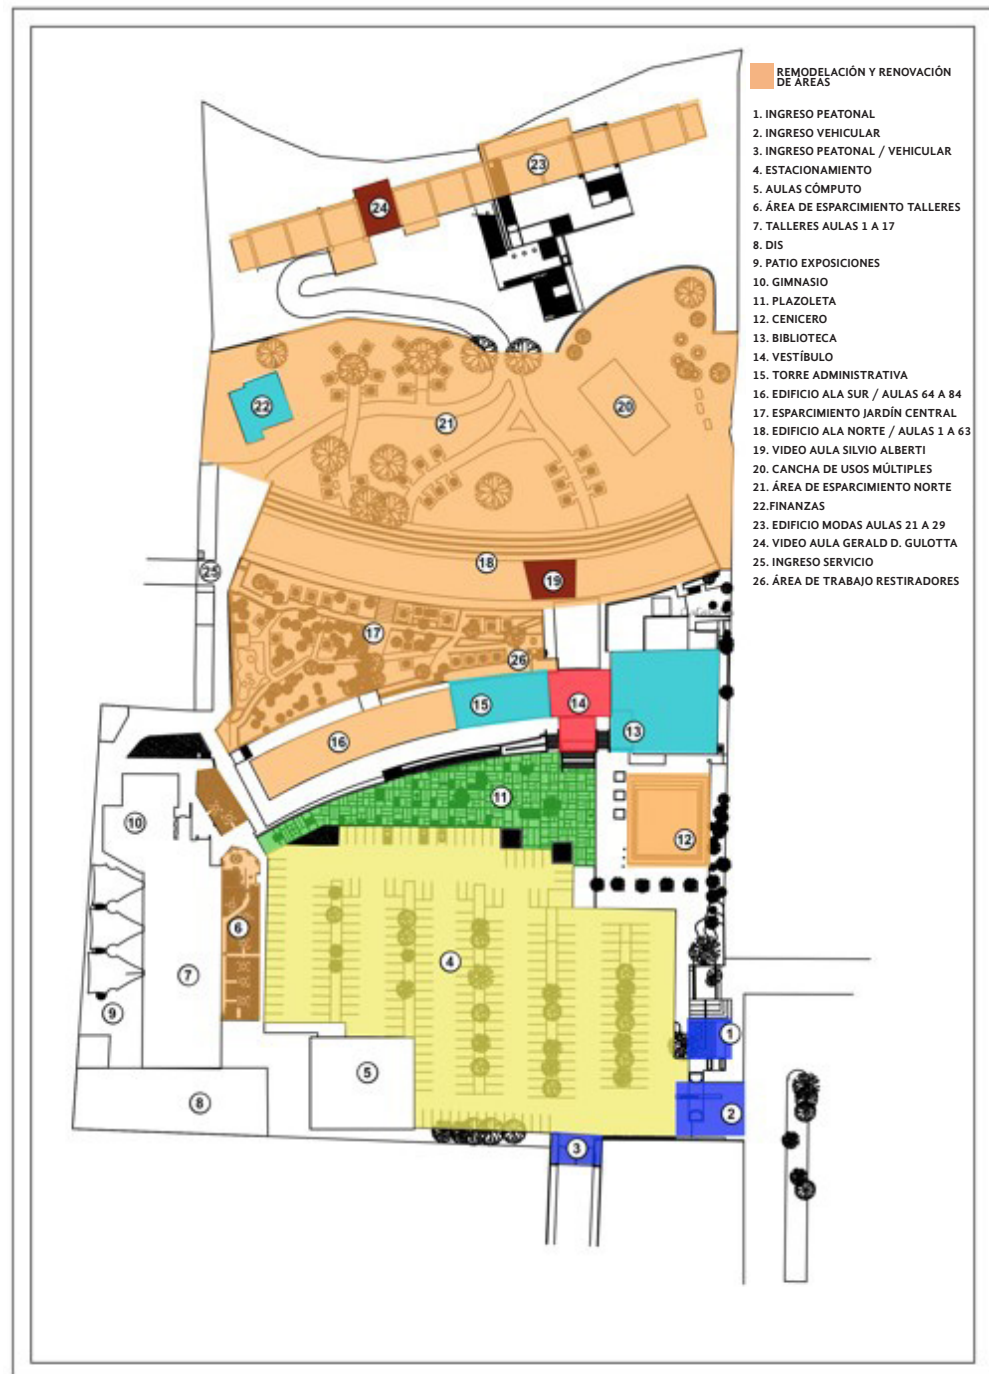 REMODELACIÓN Y RENOVACIÓN
DE ÁREAS
1. INGRESO PEATONAL
2. INGRESO VEHICULAR
3. INGRESO PEATONAL / VEHICULAR
4. ESTACIONAMIENTO
5. AULAS CÓMPUTO
6. ÁREA DE ESPARCIMIENTO TALLERES
7. TALLERES AULAS 1 A 17
8. DIS
9. PATIO EXPOSICIONES
10. GIMNASIO
11. PLAZOLETA
12. CENICERO
13. BIBLIOTECA
14. VESTÍBULO
15. TORRE ADMINISTRATIVA
16. EDIFICIO ALA SUR / AULAS 64 A 84
17. ESPARCIMIENTO JARDÍN CENTRAL
18. EDIFICIO ALA NORTE / AULAS 1 A 63
19. VIDEO AULA SILVIO ALBERTI
20. CANCHA DE USOS MÚLTIPLES
21. ÁREA DE ESPARCIMIENTO NORTE
22.FINANZAS
23. EDIFICIO MODAS AULAS 21 A 29
24. VIDEO AULA GERALD D. GULOTTA
25. INGRESO SERVICIO
26. ÁREA DE TRABAJO RESTIRADORES
23
24
22
20
21
18
19
25
17
26
14
15
13
16
11
10
12
6
4
7
9
1
5
8
2
3